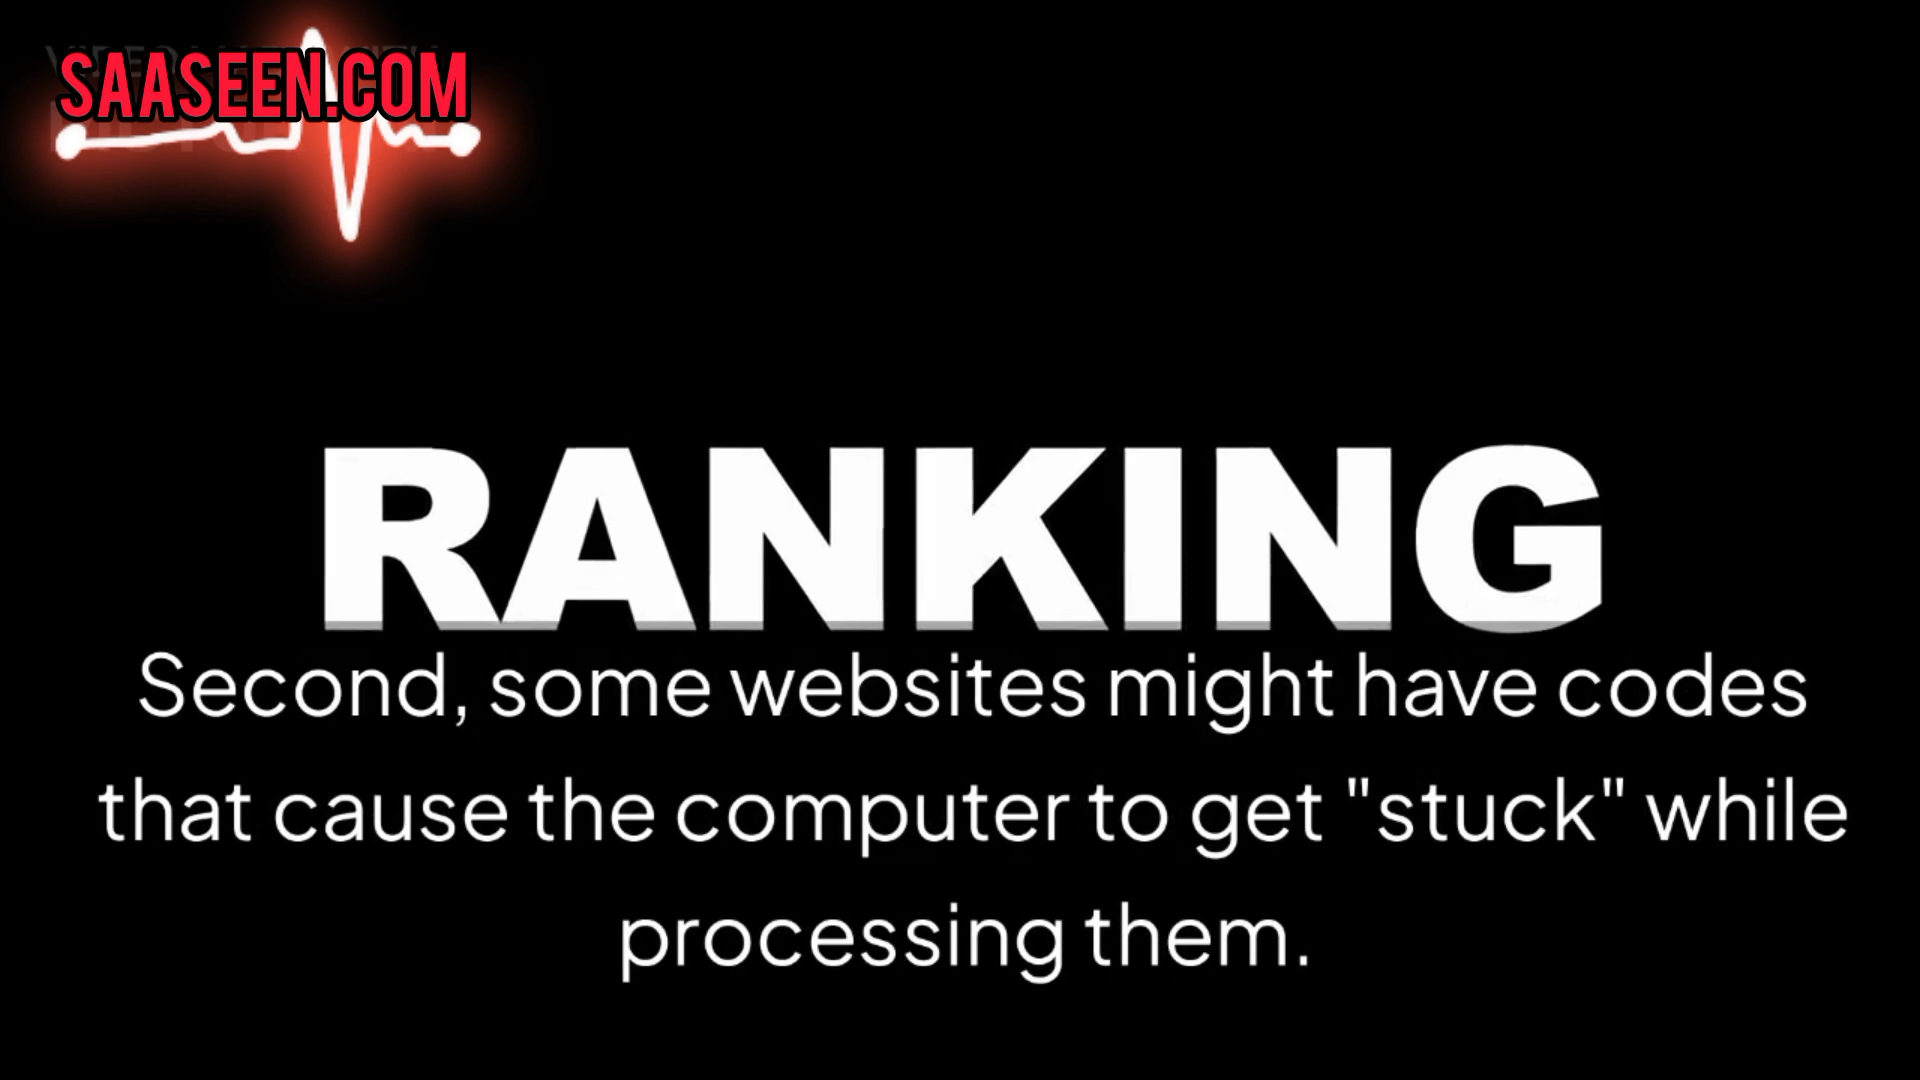 SAASEEN.COM
RANKING
Second, some websites might have codes
that cause the computer to get "stuck" while
processing them.